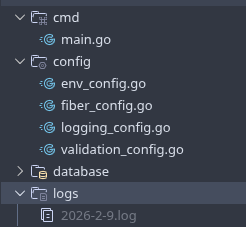 cmd
main.go
config
env_config.go
fiber_config.go
logging_config.go
validation_config.go
database
logs
2026-2-9.log